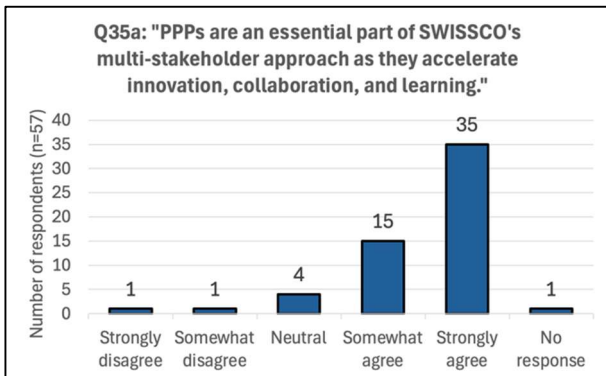 Q35a: "PPPs are an essential part of SWISSCO's
multi-stakeholder approach as they accelerate
innovation, collaboration, and learning."
Number of respondents (n=57)
40
35
30
25
20
15
10
5
0
1
1
4
15
35
1
Strongly disagree
Somewhat disagree
Neutral
Somewhat agree
Strongly agree
No response